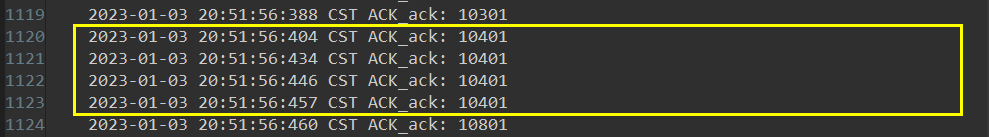 1119 2023-01-03 20:51:56:388 CST ACK_ack: 10301
1120 2023-01-03 20:51:56:404 CST ACK_ack: 10401
1121 2023-01-03 20:51:56:434 CST ACK_ack: 10401
1122 2023-01-03 20:51:56:446 CST ACK_ack: 10401
1123 2023-01-03 20:51:56:457 CST ACK_ack: 10401
1124 2023-01-03 20:51:56:460 CST ACK_ack: 10801